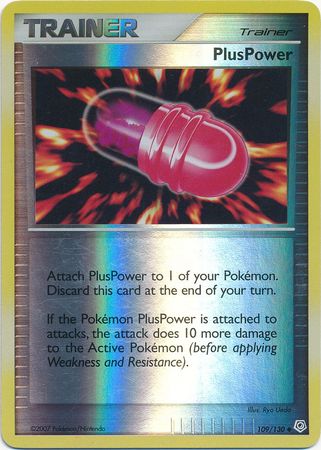 TRAINER
Trainer
PlusPower
Attach PlusPower to 1 of your Pokémon.
Discard this card at the end of your turn.
If the Pokémon PlusPower is attached to
attacks, the attack does 10 more damage
to the Active Pokémon (before applying
Weakness and Resistance).
Illus. Ryo Ueda
©2007 Pokémon/Nintendo
109/130